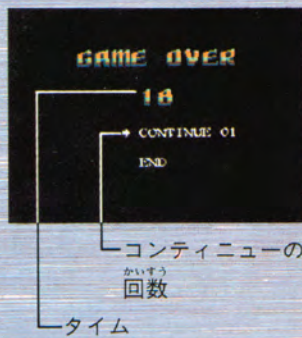 GAME OVER
18
CONTINUE 01
END
コンティニューの
かいすう
回数
タイム